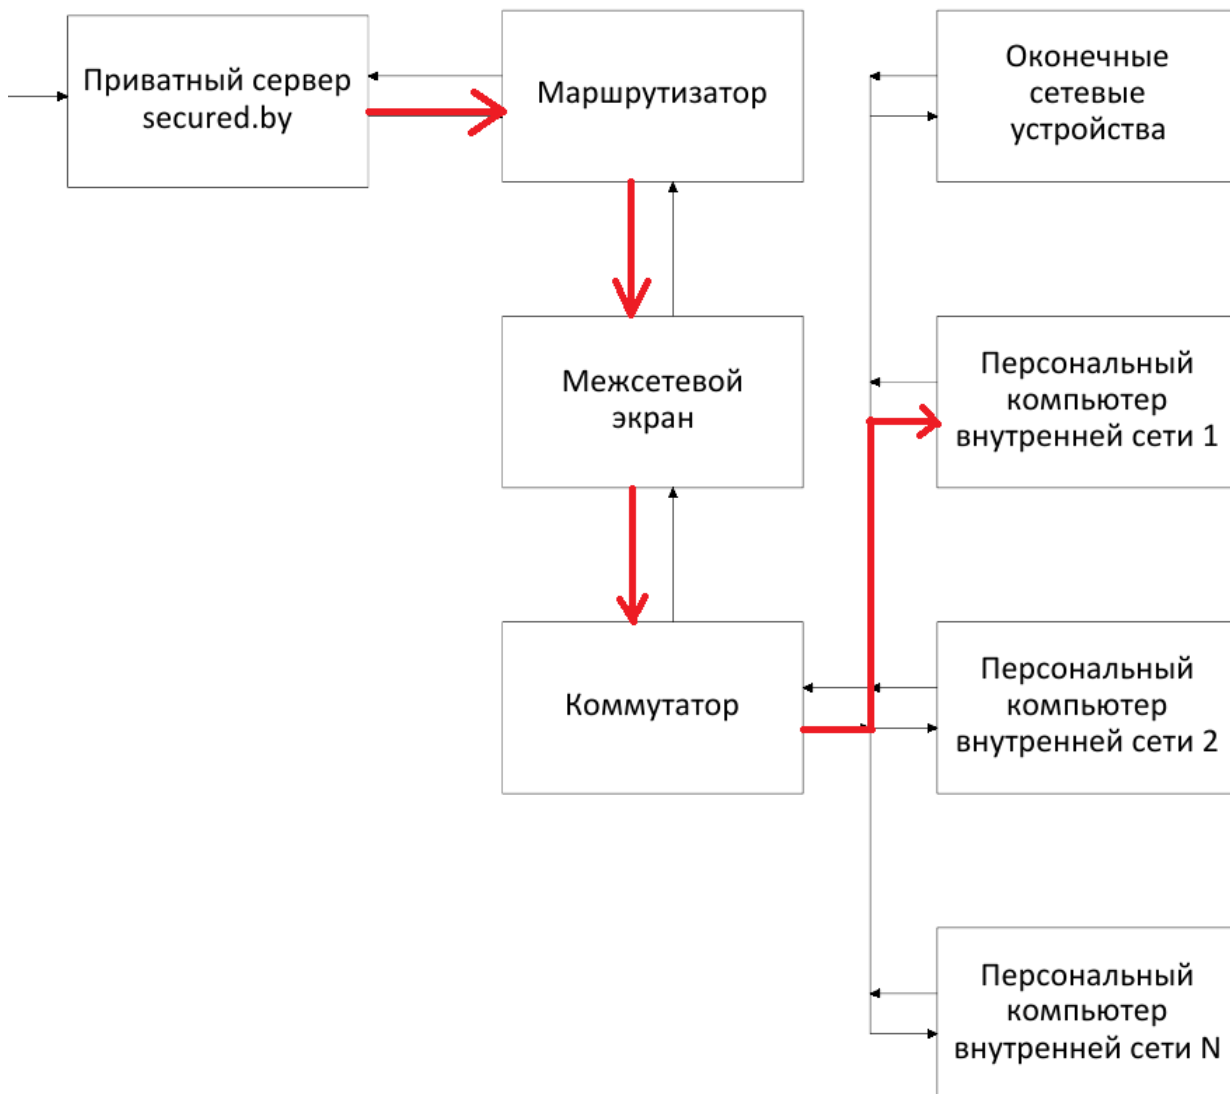 Приватный сервер
secured.by
Маршрутизатор
Оконечные
сетевые
устройства
Межсетевой
экран
Персональный
компьютер
внутренней сети 1
Коммутатор
Персональный
компьютер
внутренней сети 2
Персональный
компьютер
внутренней сети N